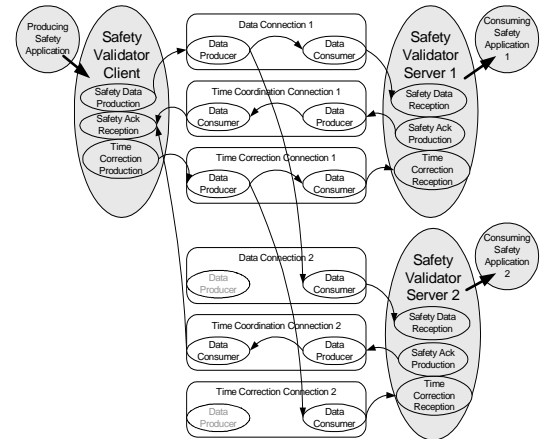 Producing
Safety
Application
Safety
Validator
Client
Safety Data
Production
Safety Ack
Reception
Time
Correction
Production
Data Connection 1
Data
Producer
Data
Consumer
Time Coordination Connection 1
Data
Consumer
Data
Producer
Time Correction Connection 1
Data
Producer
Data
Consumer
Safety
Validator
Server 1
Safety Data
Reception
Safety Ack
Production
Time
Correction
Reception
Consuming
Safety
Application
1
Data Connection 2
Data
Producer
Data
Consumer
Time Coordination Connection 2
Data
Consumer
Data
Producer
Time Correction Connection 2
Data
Producer
Data
Consumer
Safety
Validator
Server 2
Safety Data
Reception
Safety Ack
Production
Time
Correction
Reception
Consuming
Safety
Application
2